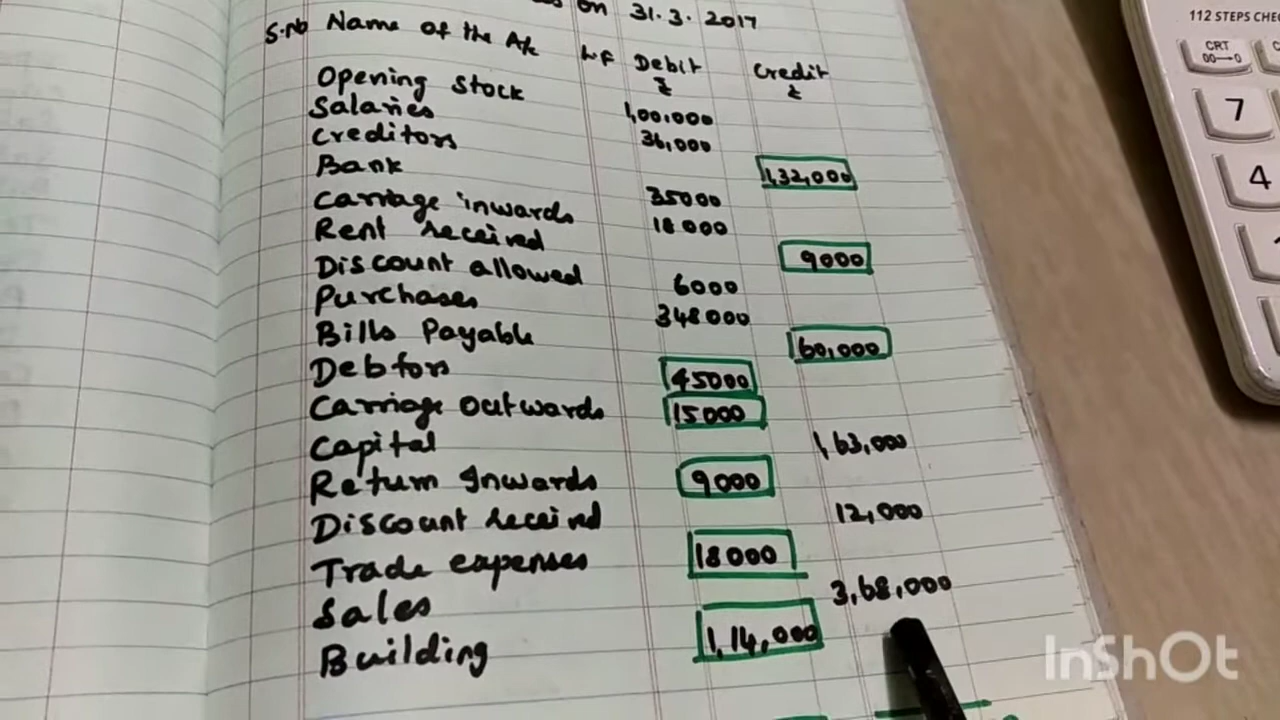 on 31.3.2017
S.No Name of the A/c L.F Debit ₹ Credit ₹
Opening Stock 1,00,000
Salaries 36,000
Creditors 1,32,000
Bank 35000
Carriage inwards 18000
Rent received 9000
Discount allowed 6000
Purchases 348000
Bills Payable 60,000
Debtors 45000
Carriage Outwards 15000
Capital 1,63,000
Return Inwards 9000
Discount received 12,000
Trade expenses 18000
Sales 3,68,000
Building 1,14,000
112 STEPS CHE
CRT
00→0
7
4
InShOt